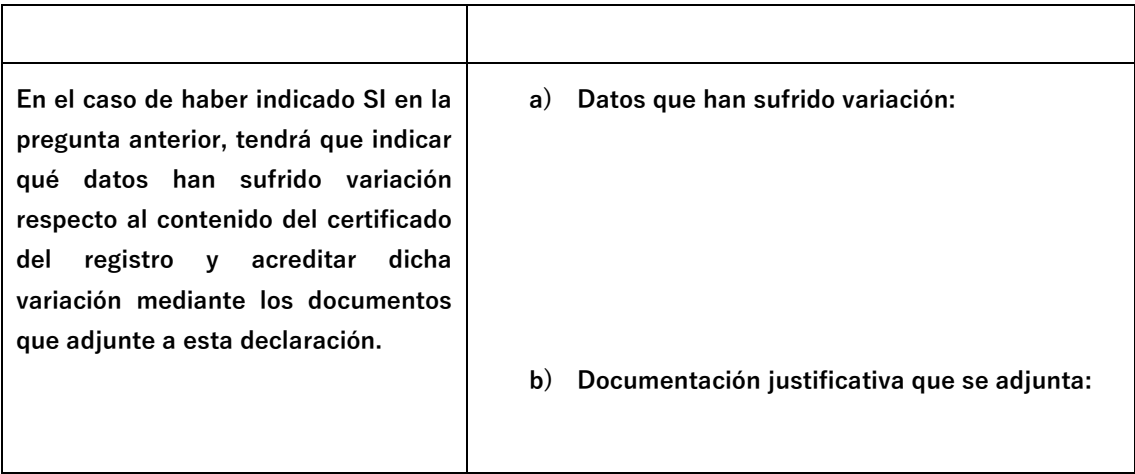 En el caso de haber indicado SI en la
pregunta anterior, tendrá que indicar
qué datos han sufrido variación
respecto al contenido del certificado
del registro y acreditar dicha
variación mediante los documentos
que adjunte a esta declaración.
a) Datos que han sufrido variación:
b) Documentación justificativa que se adjunta: